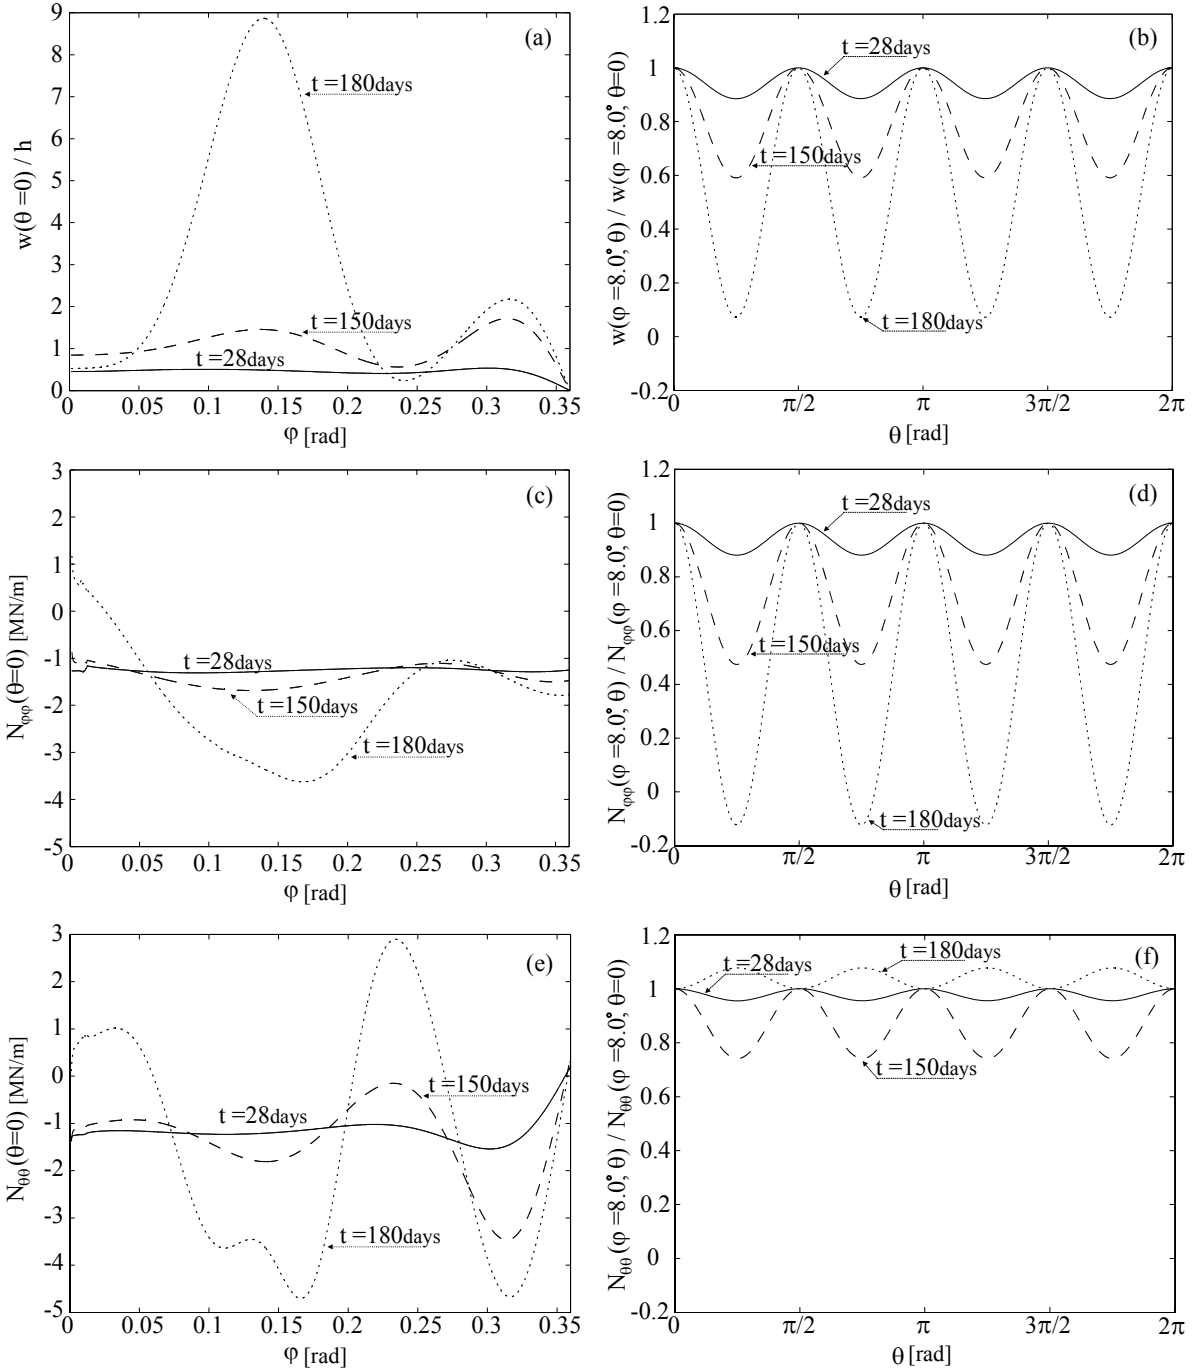 (a)
w(θ =0) / h
9
8
7
6
5
4
3
2
1
0
t =180days
t =150days
t =28days
0 0.05 0.1 0.15 0.2 0.25 0.3 0.35
φ [rad]
(b)
w(φ =8.0°, θ) / w(φ =8.0°, θ=0)
1.2
1
0.8
0.6
0.4
0.2
0
-0.2
t =28days
t =150days
t =180days
0 π/2 π 3π/2 2π
θ [rad]
(c)
Nφφ(θ=0) [MN/m]
3
2
1
0
-1
-2
-3
-4
-5
t =28days
t =150days
t =180days
0 0.05 0.1 0.15 0.2 0.25 0.3 0.35
φ [rad]
(d)
Nφφ(φ =8.0°, θ) / Nφφ(φ =8.0°, θ=0)
1.2
1
0.8
0.6
0.4
0.2
0
-0.2
t =28days
t =150days
t =180days
0 π/2 π 3π/2 2π
θ [rad]
(e)
Nθθ(θ=0) [MN/m]
3
2
1
0
-1
-2
-3
-4
-5
t =150days
t =28days
t =180days
0 0.05 0.1 0.15 0.2 0.25 0.3 0.35
φ [rad]
(f)
Nθθ(φ =8.0°, θ) / Nθθ(φ =8.0°, θ=0)
1.2
1
0.8
0.6
0.4
0.2
0
-0.2
t =180days
t =28days
t =150days
0 π/2 π 3π/2 2π
θ [rad]